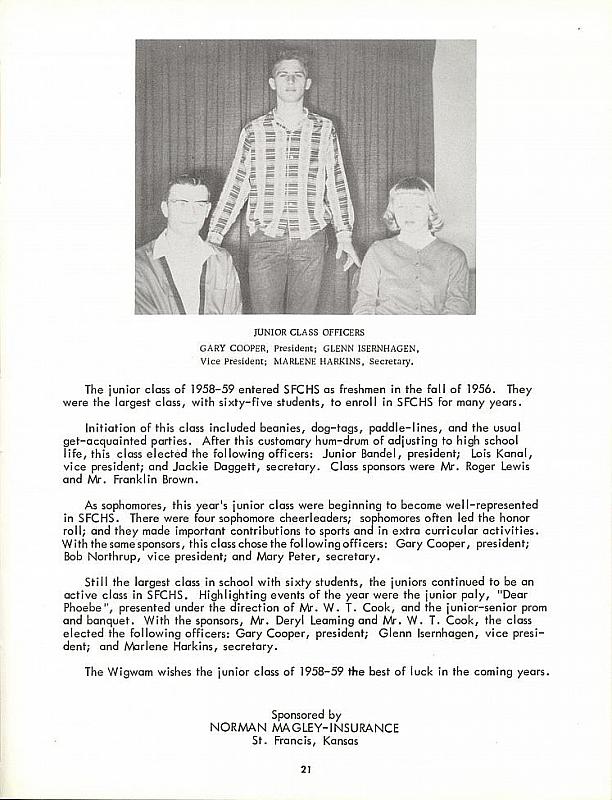 JUNIOR CLASS OFFICERS
GARY COOPER, President; GLENN ISERNHAGEN,
Vice President; MARLENE HARKINS, Secretary.
The junior class of 1958-59 entered SFCHS as freshmen in the fall of 1956. They
were the largest class, with sixty-five students, to enroll in SFCHS for many years.
Initiation of this class included beanies, dog-tags, paddle-lines, and the usual
get-acquainted parties. After this customary hum-drum of adjusting to high school
life, this class elected the following officers: Junior Bandel, president; Lois Kanal,
vice president; and Jackie Daggett, secretary. Class sponsors were Mr. Roger Lewis
and Mr. Franklin Brown.
As sophomores, this year's junior class were beginning to become well-represented
in SFCHS. There were four sophomore cheerleaders; sophomores often led the honor
roll; and they made important contributions to sports and in extra curricular activities.
With the same sponsors, this class chose the following officers: Gary Cooper, president;
Bob Northrup, vice president; and Mary Peter, secretary.
Still the largest class in school with sixty students, the juniors continued to be an
active class in SFCHS. Highlighting events of the year were the junior paly, "Dear
Phoebe", presented under the direction of Mr. W. T. Cook, and the junior-senior prom
and banquet. With the sponsors, Mr. Deryl Leaming and Mr. W. T. Cook, the class
elected the following officers: Gary Cooper, president; Glenn Isernhagen, vice presi-
dent; and Marlene Harkins, secretary.
The Wigwam wishes the junior class of 1958-59 the best of luck in the coming years.
Sponsored by
NORMAN MAGLEY-INSURANCE
St. Francis, Kansas
21